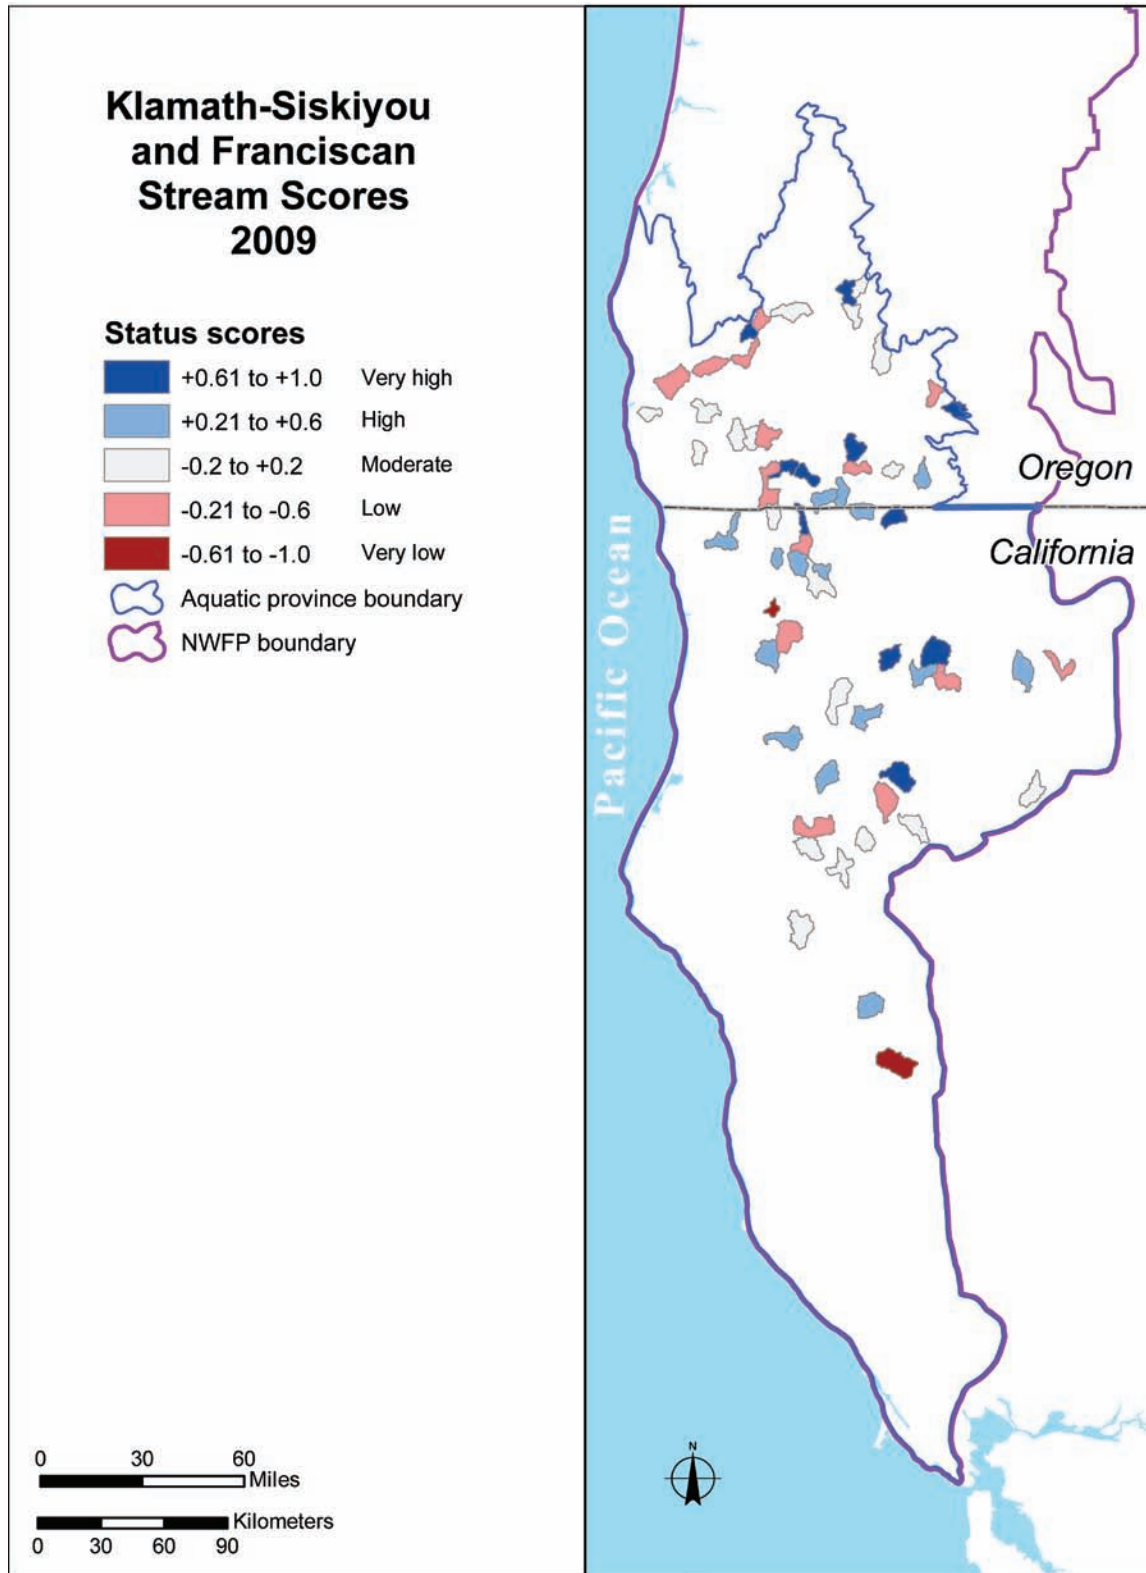 Klamath-Siskiyou
and Franciscan
Stream Scores
2009
Status scores
+0.61 to +1.0 Very high
+0.21 to +0.6 High
-0.2 to +0.2 Moderate
-0.21 to -0.6 Low
-0.61 to -1.0 Very low
Aquatic province boundary
NWFP boundary
Oregon
California
Pacific Ocean
N
0 30 60
Miles
Kilometers
0 30 60 90